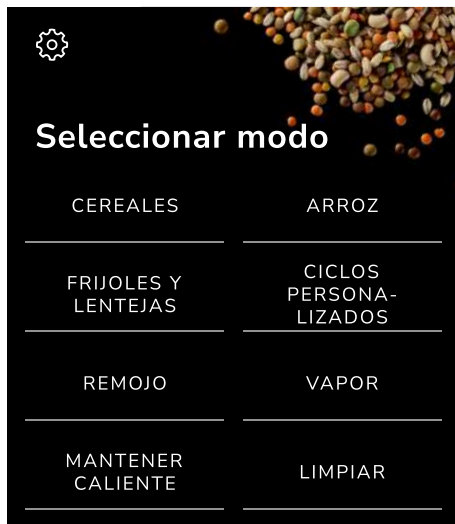 Seleccionar modo
CEREALES
ARROZ
FRIJOLES Y
LENTEJAS
CICLOS
PERSONA-
LIZADOS
REMOJO
VAPOR
MANTENER
CALIENTE
LIMPIAR